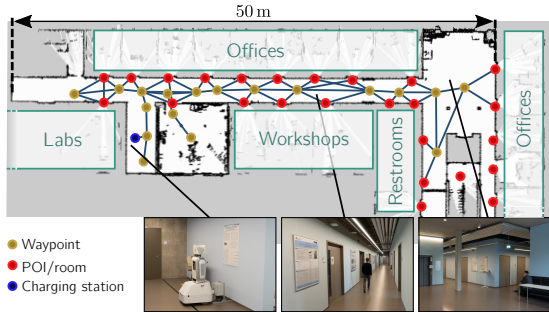 50 m
Offices
Labs
Workshops
Restrooms
Offices
Waypoint
POI/room
Charging station